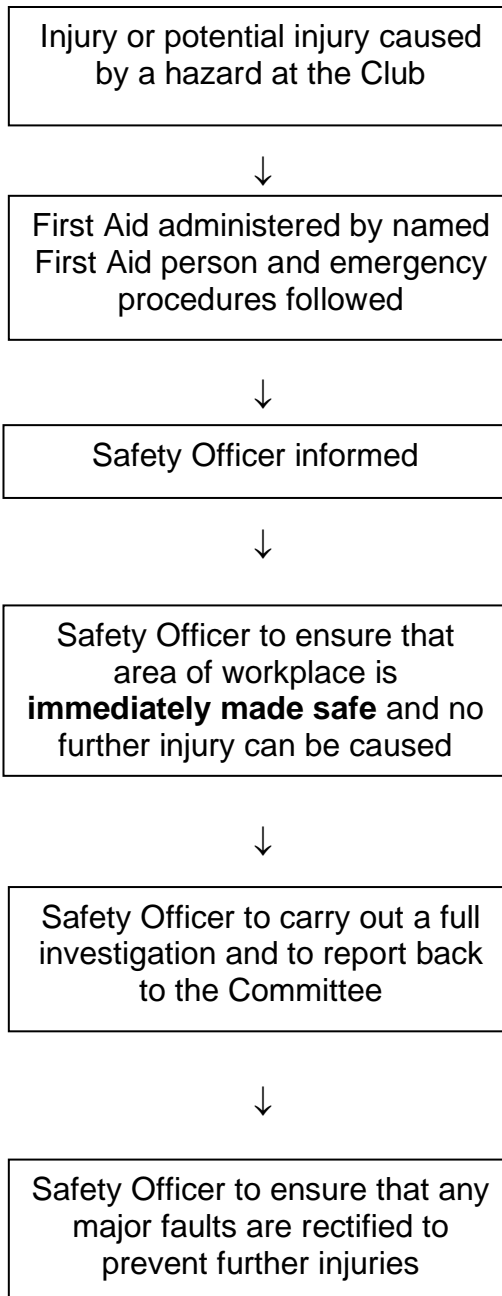 Injury or potential injury caused
by a hazard at the Club
↓
First Aid administered by named
First Aid person and emergency
procedures followed
↓
Safety Officer informed
↓
Safety Officer to ensure that
area of workplace is
immediately made safe and no
further injury can be caused
↓
Safety Officer to carry out a full
investigation and to report back
to the Committee
↓
Safety Officer to ensure that any
major faults are rectified to
prevent further injuries